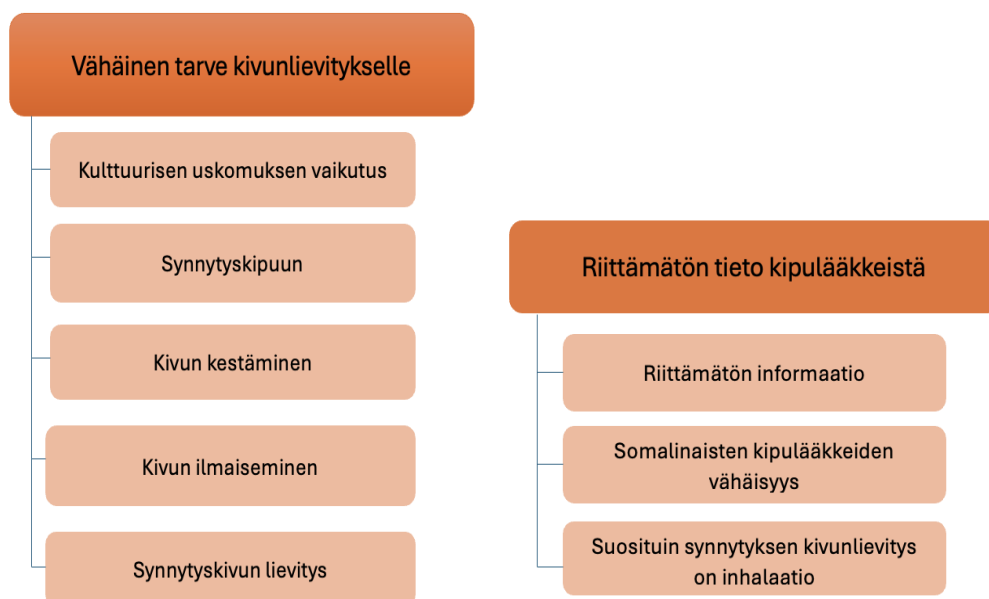 Vähäinen tarve kivunlievitykselle
Kulttuurisen uskomuksen vaikutus
Synnytyskipuun
Kivun kestäminen
Kivun ilmaiseminen
Synnytyskivun lievitys
Riittämätön tieto kipulääkkeistä
Riittämätön informaatio
Somalinaisten kipulääkkeiden
vähäisyys
Suosituin synnytyksen kivunlievitys
on inhalaatio